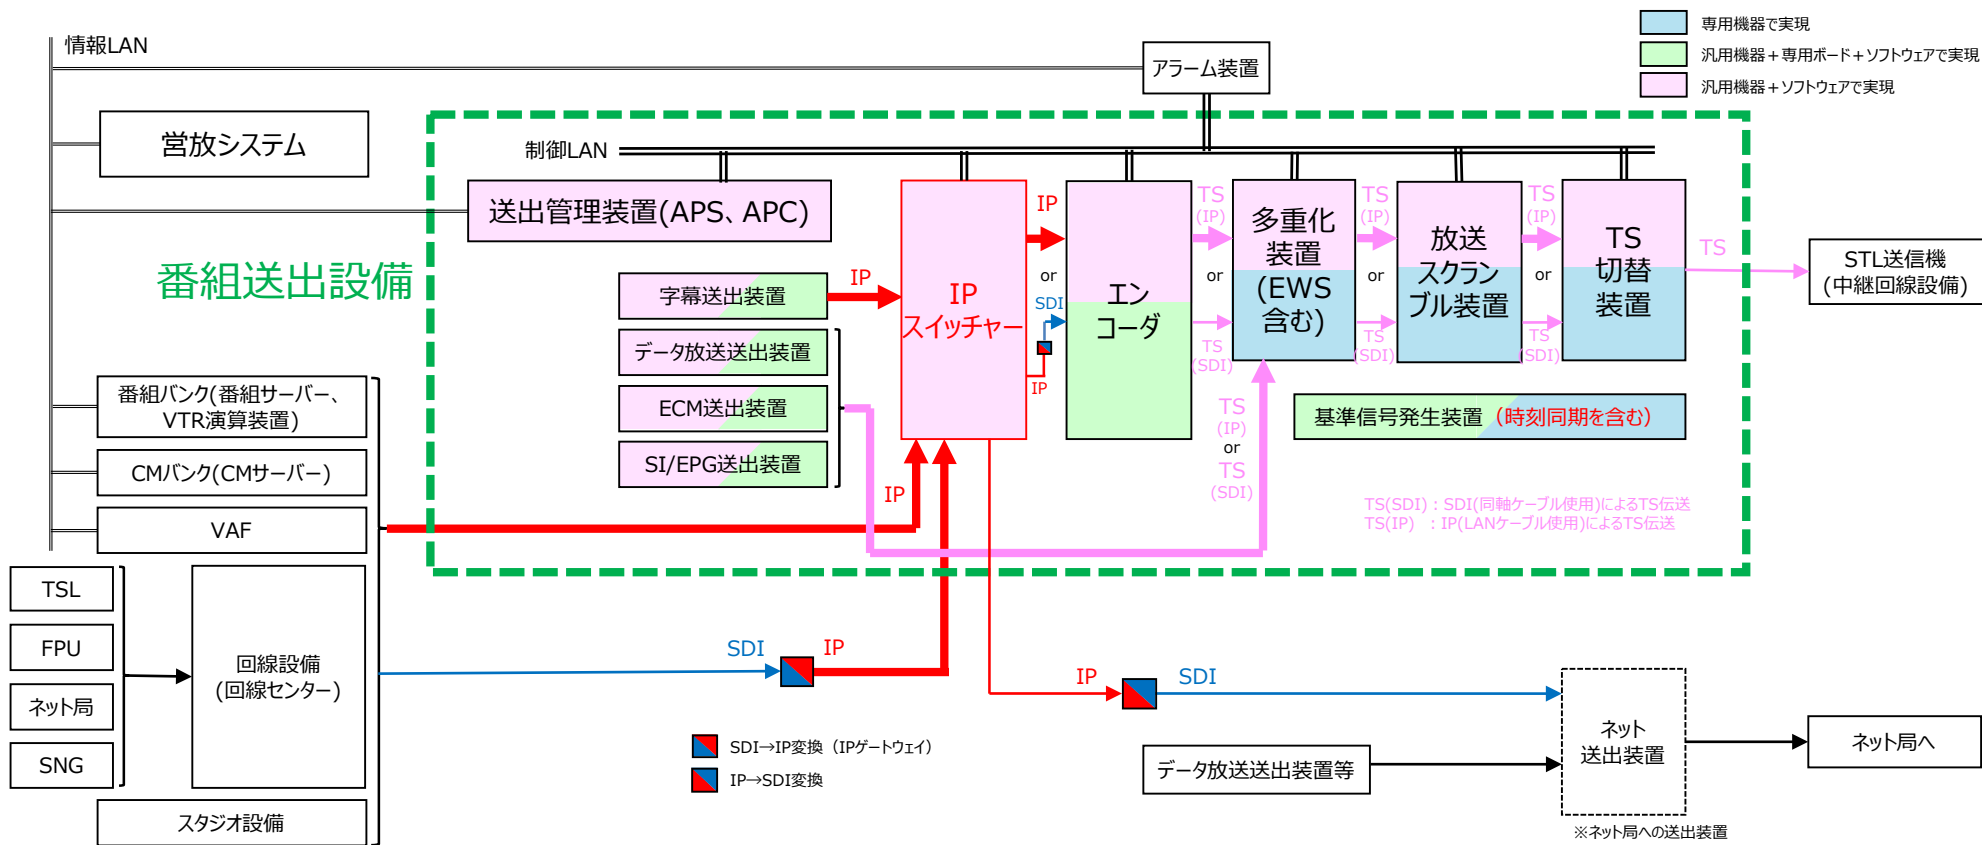 情報LAN
アラーム装置
専用機器で実現
汎用機器＋専用ボード＋ソフトウェアで実現
汎用機器＋ソフトウェアで実現
営放システム
制御LAN
送出管理装置(APS、APC)
番組送出設備
字幕送出装置
データ放送送出装置
ECM送出装置
SI/EPG送出装置
IP
IP
スイッチャー
IP
or
SDI
IP
エン
コーダ
TS
(IP)
or
TS
(SDI)
多重化
装置
(EWS
含む)
TS
(IP)
or
TS
(SDI)
放送
スクラン
ブル装置
TS
(IP)
or
TS
(SDI)
TS
切替
装置
TS
STL送信機
(中継回線設備)
TS
(IP)
or
TS
(SDI)
基準信号発生装置（時刻同期を含む）
TS(SDI)：SDI(同軸ケーブル使用)によるTS伝送
TS(IP) ：IP(LANケーブル使用)によるTS伝送
番組バンク(番組サーバー、
VTR演算装置)
CMバンク(CMサーバー)
VAF
IP
TSL
FPU
ネット局
SNG
回線設備
(回線センター)
スタジオ設備
SDI
IP
IP
SDI
SDI→IP変換（IPゲートウェイ）
IP→SDI変換
データ放送送出装置等
ネット
送出装置
※ネット局への送出装置
ネット局へ